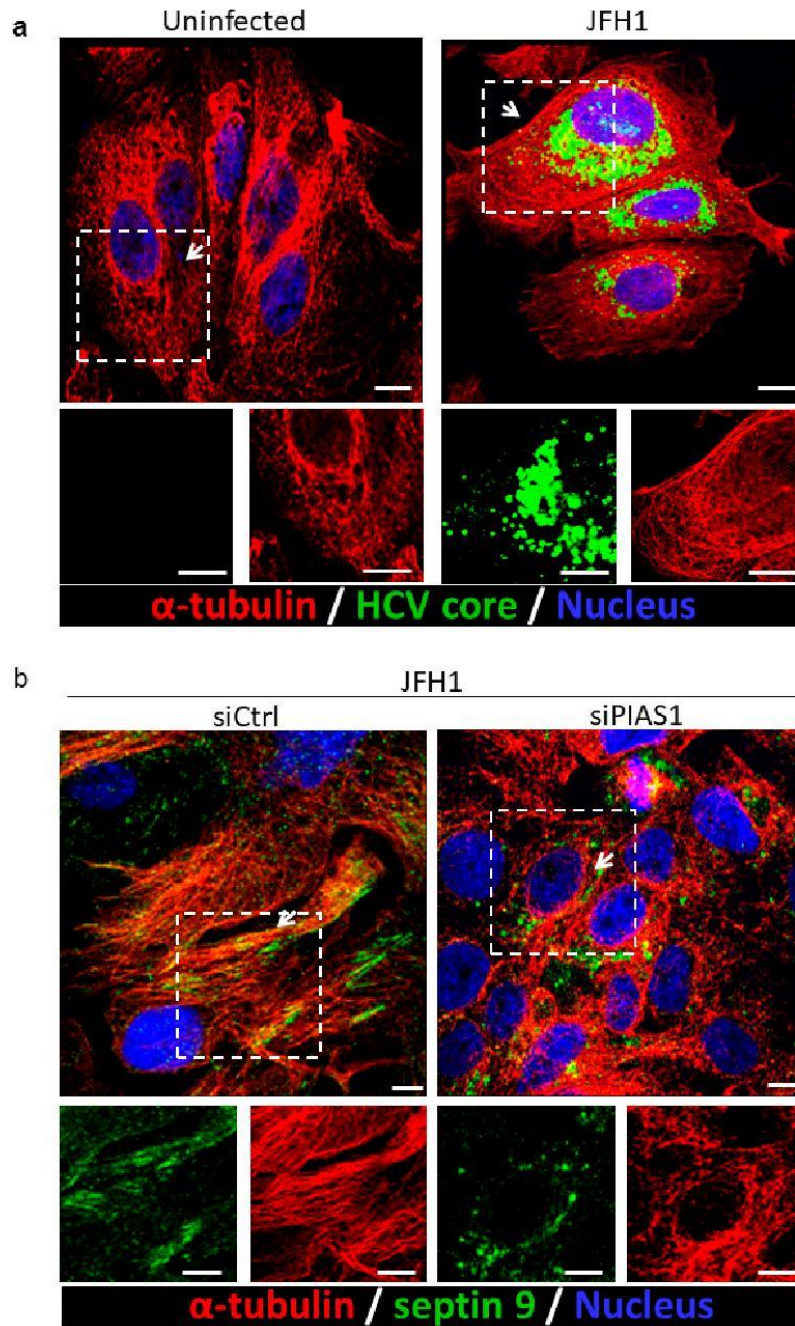 a
Uninfected JFH1
α-tubulin / HCV core / Nucleus
b
JFH1
siCtrl siPIAS1
α-tubulin / septin 9 / Nucleus